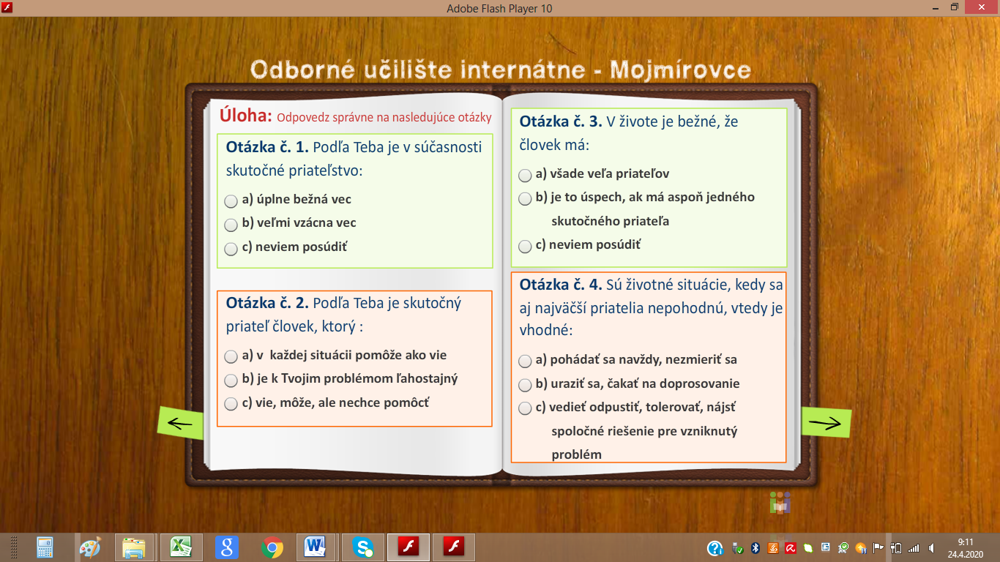 Adobe Flash Player 10
Odborné učilište internátne - Mojmírovce
Úloha: Odpovedz správne na nasledujúce otázky
Otázka č. 1. Podľa Teba je v súčasnosti
skutočné priateľstvo:
a) úplne bežná vec
b) veľmi vzácna vec
c) neviem posúdiť
Otázka č. 2. Podľa Teba je skutočný
priateľ človek, ktorý :
a) v každej situácii pomôže ako vie
b) je k Tvojim problémom ľahostajný
c) vie, môže, ale nechce pomôcť
Otázka č. 3. V živote je bežné, že
človek má:
a) všade veľa priateľov
b) je to úspech, ak má aspoň jedného
skutočného priateľa
c) neviem posúdiť
Otázka č. 4. Sú životné situácie, kedy sa
aj najväčší priatelia nepohodnú, vtedy je
vhodné:
a) pohádať sa navždy, nezmieriť sa
b) uraziť sa, čakať na doprosovanie
c) vedieť odpustiť, tolerovať, nájsť
spoločné riešenie pre vzniknutý
problém
9:11
24.4.2020